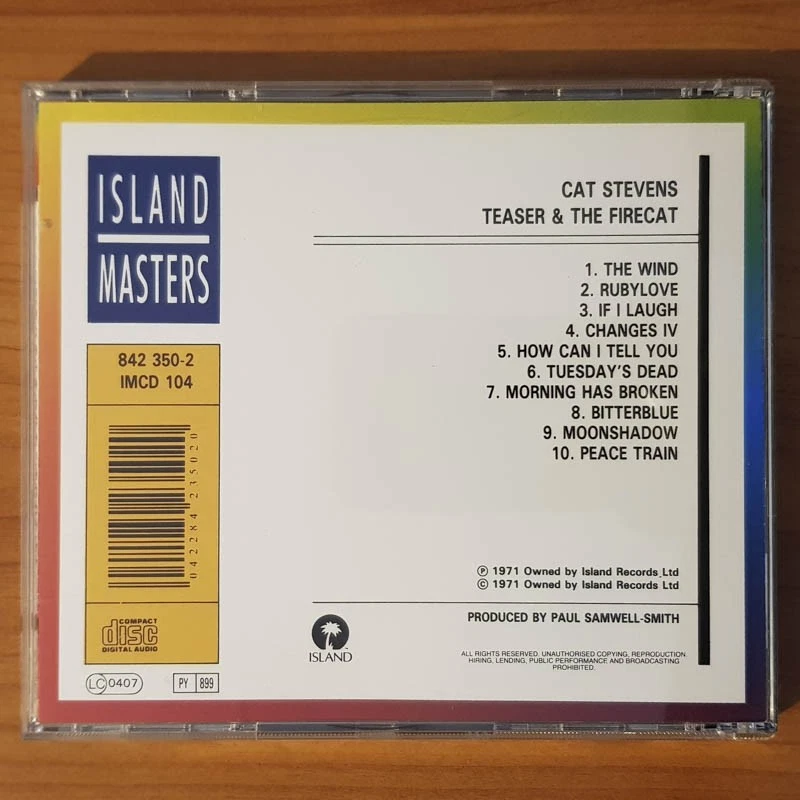 ISLAND
MASTERS
842 350-2
IMCD 104
042284235020
COMPACT
disc
DIGITAL AUDIO
LC 0407
PY 899
CAT STEVENS
TEASER & THE FIRECAT
1. THE WIND
2. RUBYLOVE
3. IF I LAUGH
4. CHANGES IV
5. HOW CAN I TELL YOU
6. TUESDAY'S DEAD
7. MORNING HAS BROKEN
8. BITTERBLUE
9. MOONSHADOW
10. PEACE TRAIN
℗ 1971 Owned by Island Records Ltd
© 1971 Owned by Island Records Ltd
PRODUCED BY PAUL SAMWELL-SMITH
ISLAND
ALL RIGHTS RESERVED. UNAUTHORISED COPYING, REPRODUCTION.
HIRING, LENDING, PUBLIC PERFORMANCE AND BROADCASTING
PROHIBITED.